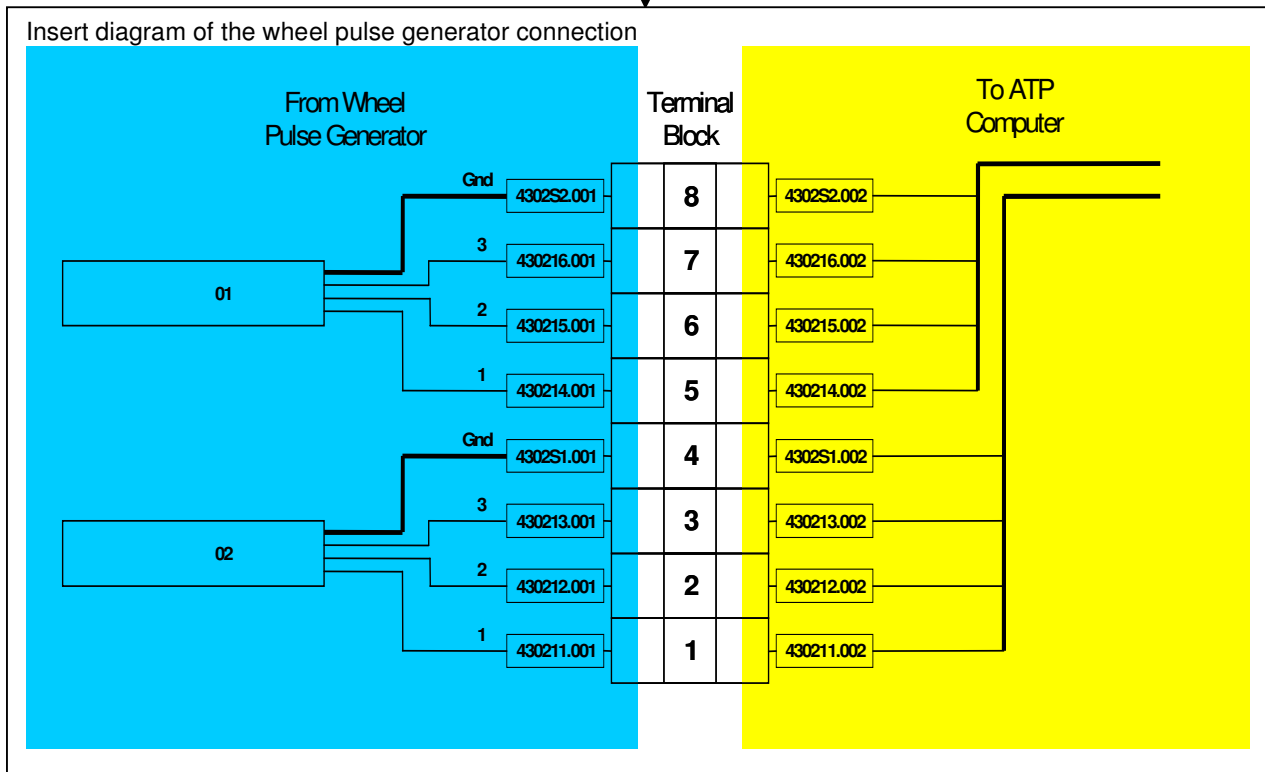 Insert diagram of the wheel pulse generator connection
From Wheel
Pulse Generator
Terminal
Block
To ATP
Computer
Gnd 4302S2.001 8 4302S2.002
3 430216.001 7 430216.002
01
2 430215.001 6 430215.002
1 430214.001 5 430214.002
Gnd 4302S1.001 4 4302S1.002
3 430213.001 3 430213.002
02
2 430212.001 2 430212.002
1 430211.001 1 430211.002